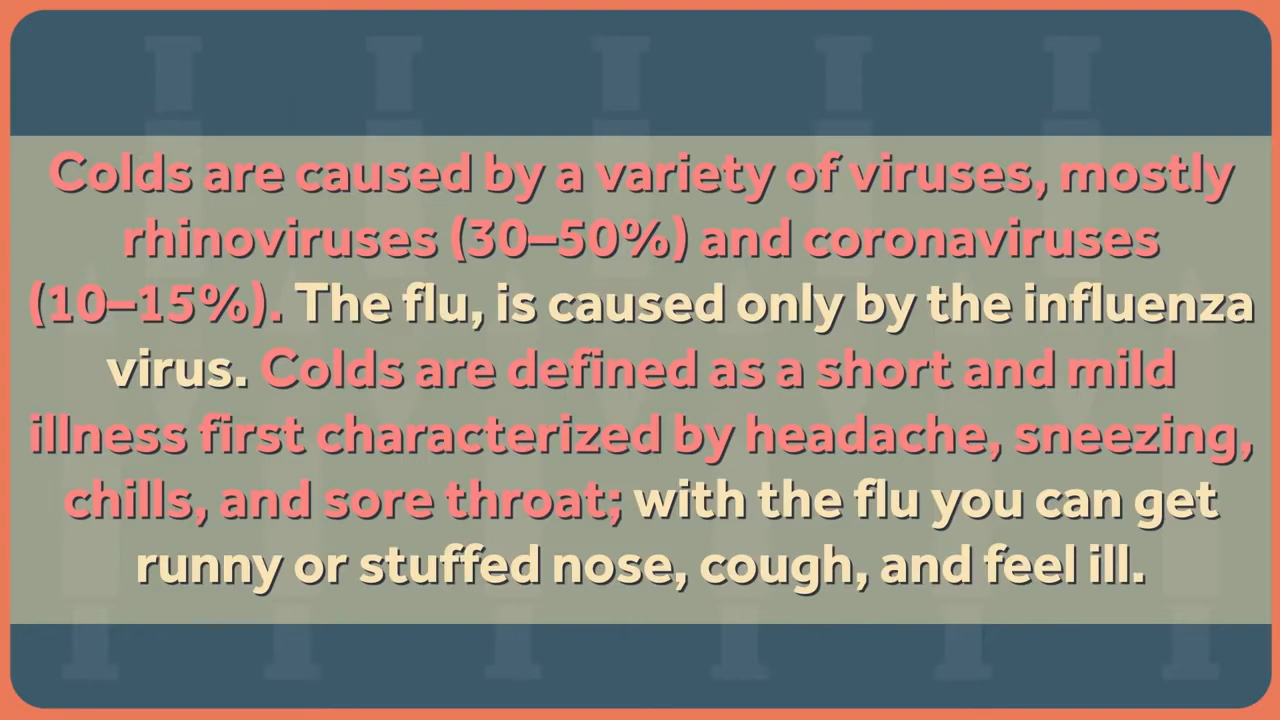 Colds are caused by a variety of viruses, mostly
rhinoviruses (30–50%) and coronaviruses
(10–15%). The flu, is caused only by the influenza
virus. Colds are defined as a short and mild
illness first characterized by headache, sneezing,
chills, and sore throat; with the flu you can get
runny or stuffed nose, cough, and feel ill.